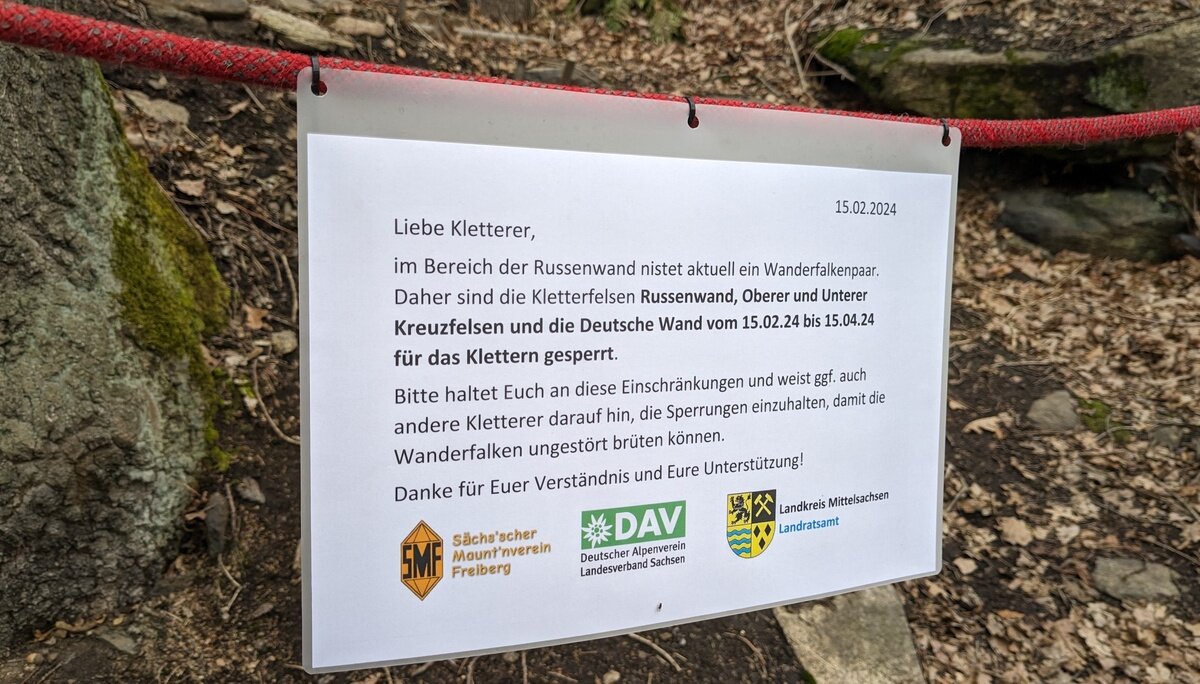 15.02.2024
Liebe Kletterer,
im Bereich der Russenwand nistet aktuell ein Wanderfalkenpaar.
Daher sind die Kletterfelsen Russenwand, Oberer und Unterer
Kreuzfelsen und die Deutsche Wand vom 15.02.24 bis 15.04.24
für das Klettern gesperrt.
Bitte haltet Euch an diese Einschränkungen und weist ggf. auch
andere Kletterer darauf hin, die Sperrungen einzuhalten, damit die
Wanderfalken ungestört brüten können.
Danke für Euer Verständnis und Eure Unterstützung!
SMF
Sächs'scher
Maunt'nverein
Freiberg
DAV
Deutscher Alpenverein
Landesverband Sachsen
Landkreis Mittelsachsen
Landratsamt